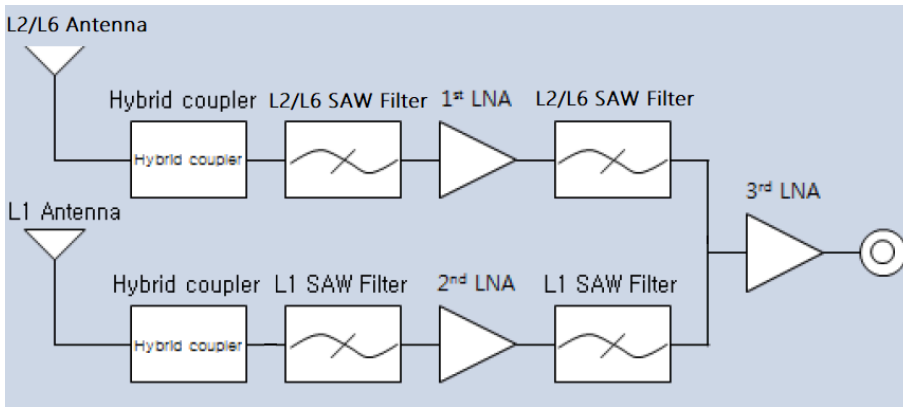 L2/L6 Antenna
Hybrid coupler L2/L6 SAW Filter 1st LNA L2/L6 SAW Filter
Hybrid coupler
3rd LNA
L1 Antenna
Hybrid coupler L1 SAW Filter 2nd LNA L1 SAW Filter
Hybrid coupler